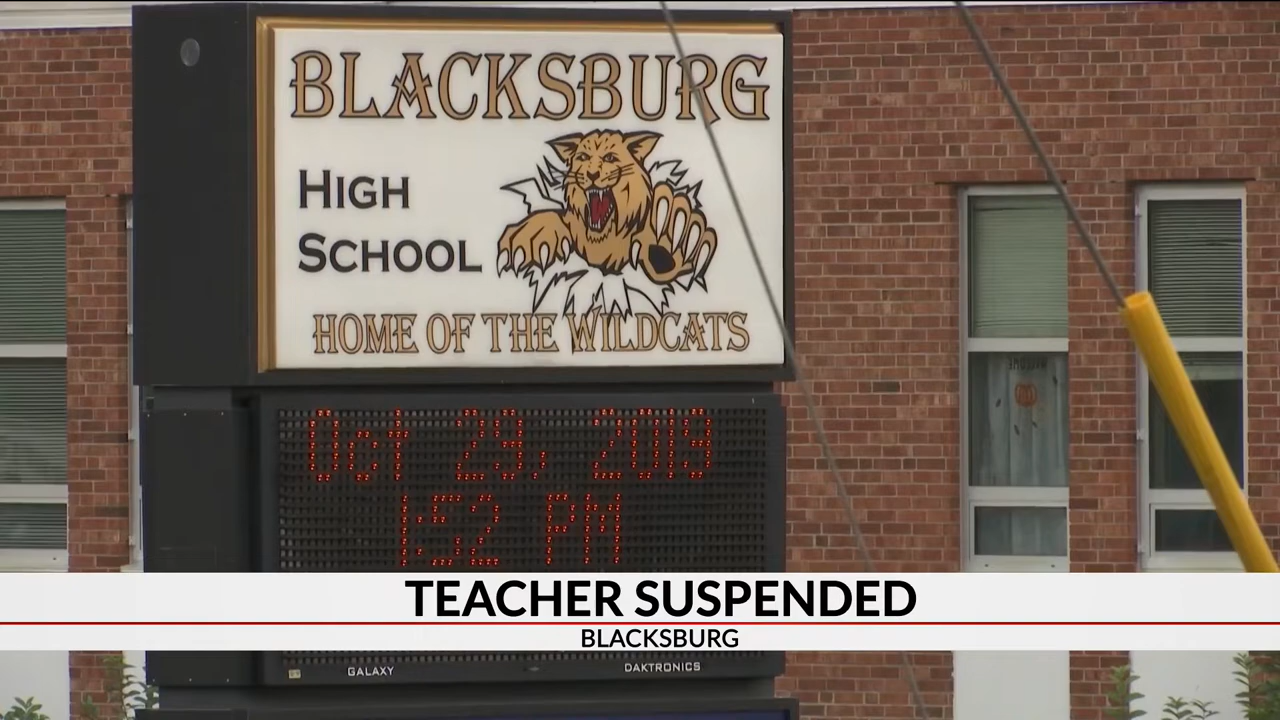 BLACKSBURG
HIGH
SCHOOL
HOME OF THE WILDCATS
Oct 29, 2019
1:52 PM
TEACHER SUSPENDED
BLACKSBURG
GALAXY
DAKTRONICS